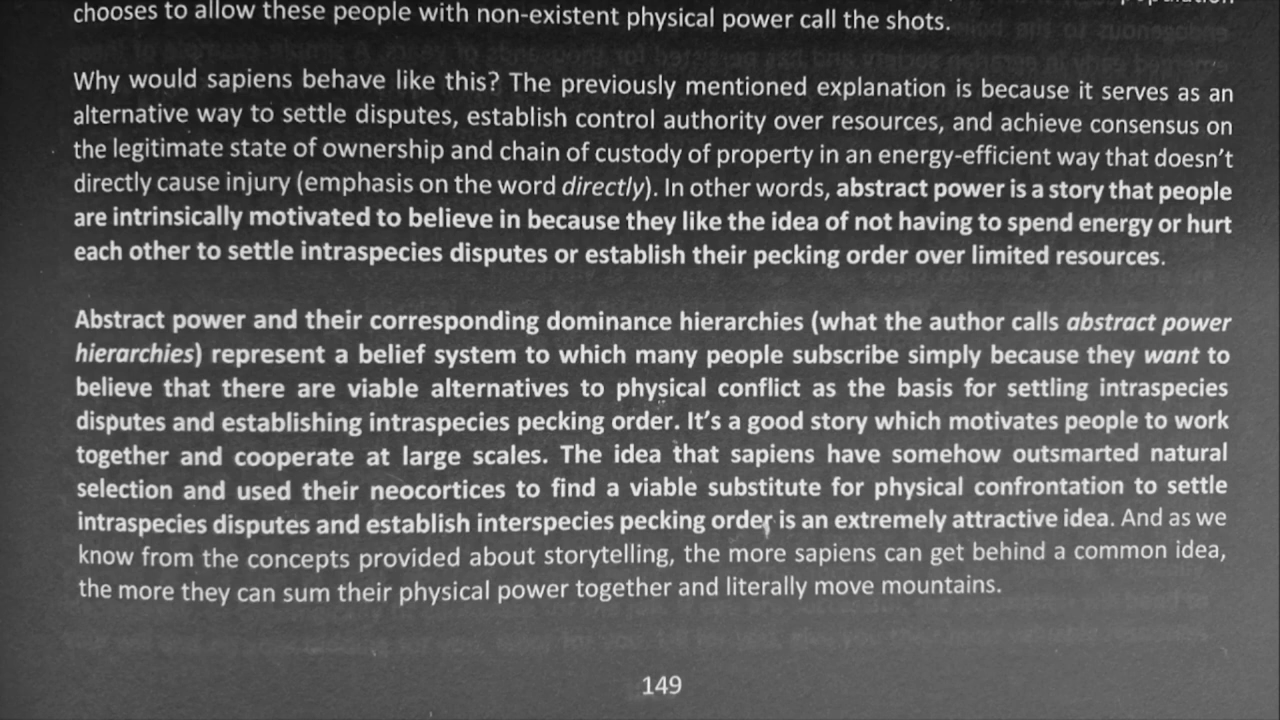 chooses to allow these people with non-existent physical power call the shots.
Why would sapiens behave like this? The previously mentioned explanation is because it serves as an
alternative way to settle disputes, establish control authority over resources, and achieve consensus on
the legitimate state of ownership and chain of custody of property in an energy-efficient way that doesn't
directly cause injury (emphasis on the word directly). In other words, abstract power is a story that people
are intrinsically motivated to believe in because they like the idea of not having to spend energy or hurt
each other to settle intraspecies disputes or establish their pecking order over limited resources.
Abstract power and their corresponding dominance hierarchies (what the author calls abstract power
hierarchies) represent a belief system to which many people subscribe simply because they want to
believe that there are viable alternatives to physical conflict as the basis for settling intraspecies
disputes and establishing intraspecies pecking order. It's a good story which motivates people to work
together and cooperate at large scales. The idea that sapiens have somehow outsmarted natural
selection and used their neocortices to find a viable substitute for physical confrontation to settle
intraspecies disputes and establish interspecies pecking order is an extremely attractive idea. And as we
know from the concepts provided about storytelling, the more sapiens can get behind a common idea,
the more they can sum their physical power together and literally move mountains.
149